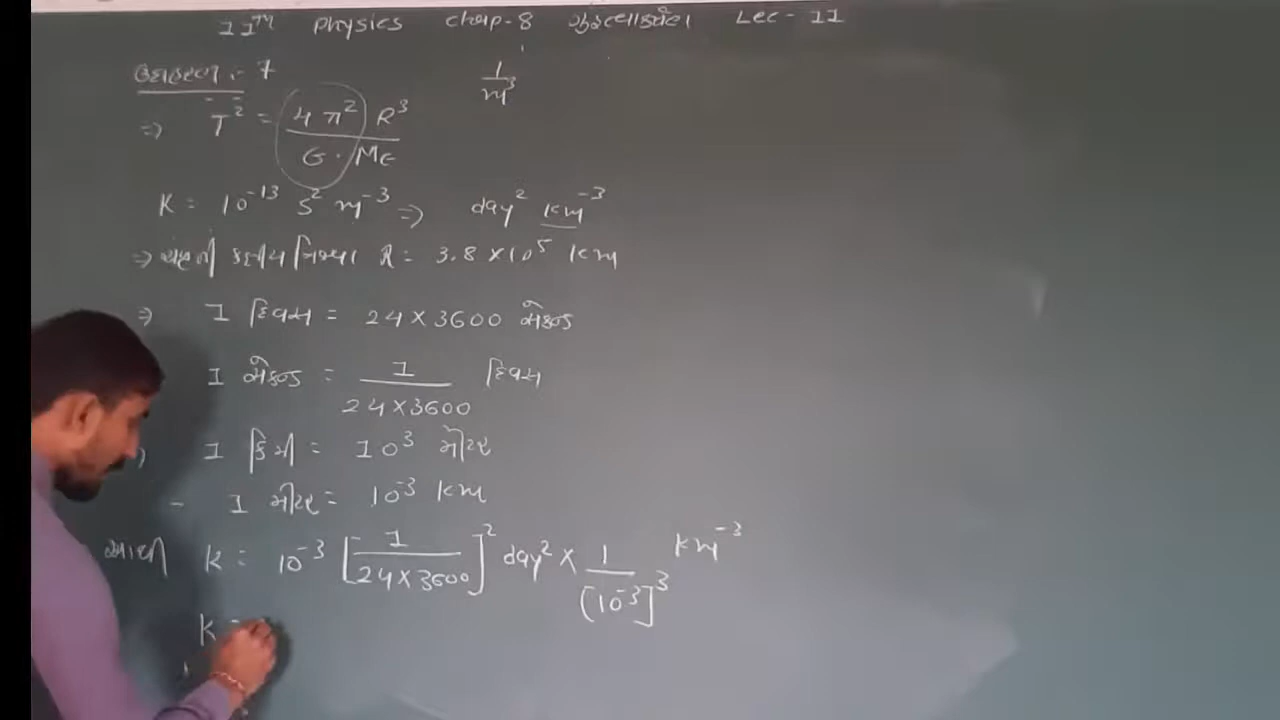 11TH Physics chap-8 ગુરુત્વાકર્ષણ Lec-11
ઉદાહરણ :- 7
1/m³
⇒ T² = 4π² R³ / G · ME
K = 10⁻¹³ S² m⁻³ ⇒ day² km⁻³
⇒ ચંદ્રની કક્ષીય ત્રિજ્યા R = 3.8 × 10⁵ km
⇒ 1 દિવસ = 24 × 3600 સેકન્ડ
1 સેકન્ડ = 1 / 24 × 3600 દિવસ
1 કિમી = 10³ મીટર
- 1 મીટર = 10⁻³ km
આથી k = 10⁻³ [1 / 24 × 3600]² day² × 1 / [10⁻³]³ km⁻³
k =